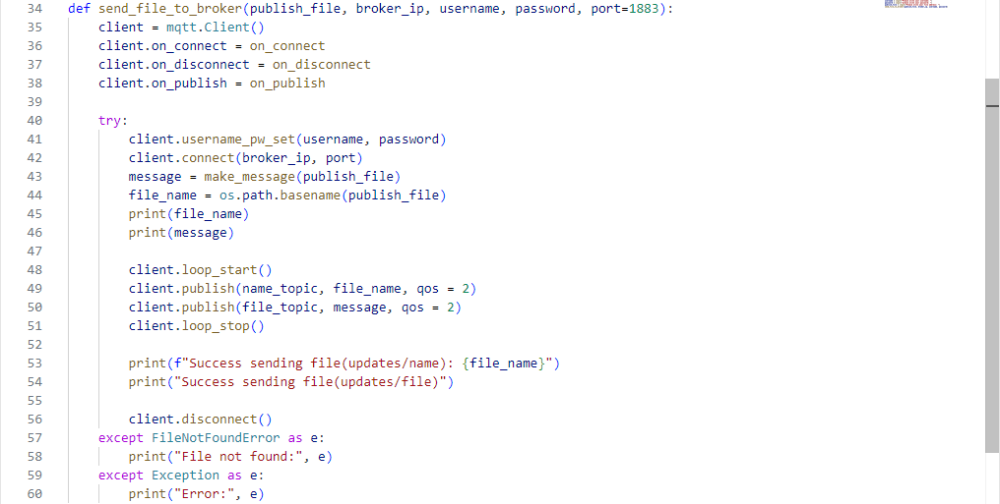 34 def send_file_to_broker(publish_file, broker_ip, username, password, port=1883):
35     client = mqtt.Client()
36     client.on_connect = on_connect
37     client.on_disconnect = on_disconnect
38     client.on_publish = on_publish
39
40     try:
41         client.username_pw_set(username, password)
42         client.connect(broker_ip, port)
43         message = make_message(publish_file)
44         file_name = os.path.basename(publish_file)
45         print(file_name)
46         print(message)
47
48         client.loop_start()
49         client.publish(name_topic, file_name, qos = 2)
50         client.publish(file_topic, message, qos = 2)
51         client.loop_stop()
52
53         print(f"Success sending file(updates/name): {file_name}")
54         print("Success sending file(updates/file)")
55
56         client.disconnect()
57     except FileNotFoundError as e:
58         print("File not found:", e)
59     except Exception as e:
60         print("Error:", e)